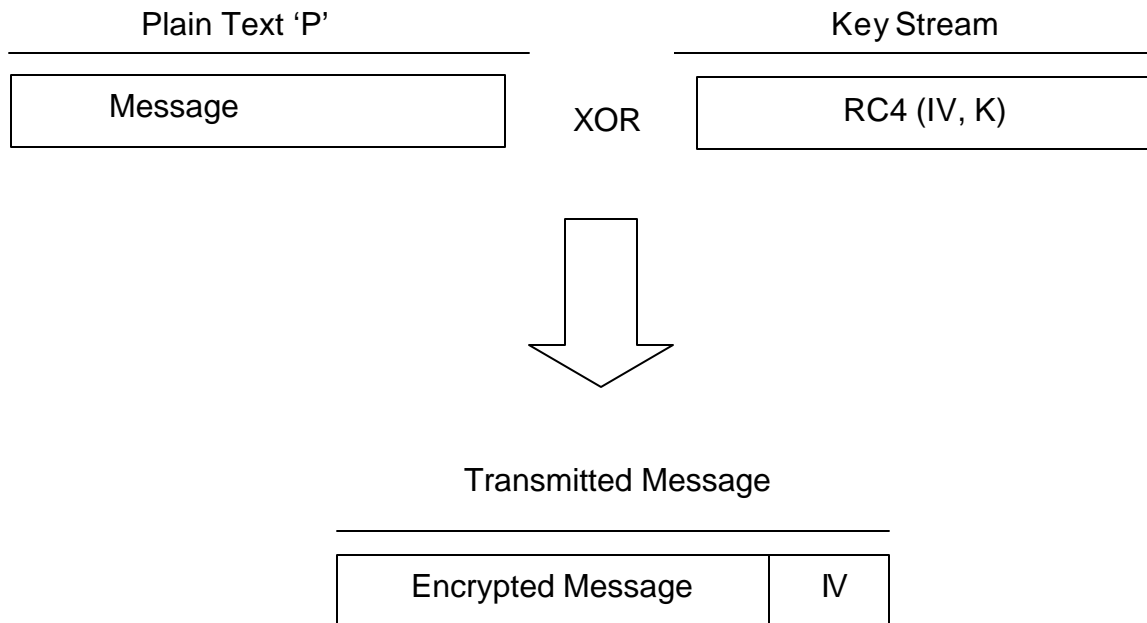 Plain Text ‘P’
Key Stream
Message
XOR
RC4 (IV, K)
Transmitted Message
Encrypted Message
IV